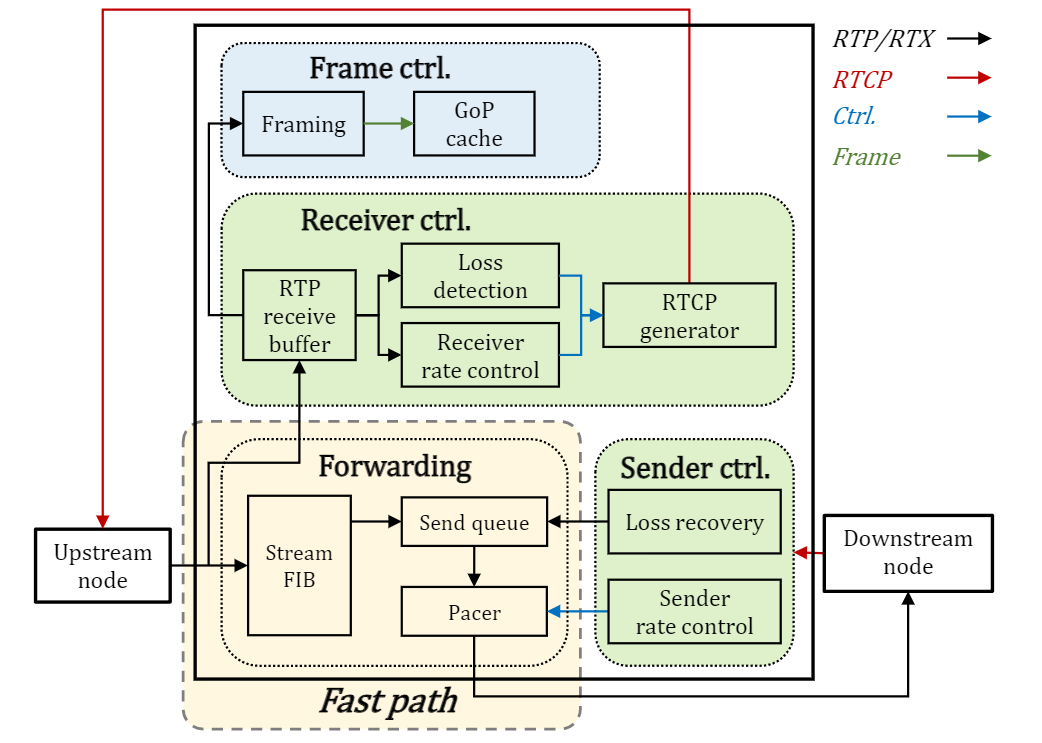 RTP/RTX
RTCP
Ctrl.
Frame
Frame ctrl.
Framing
GoP
cache
Receiver ctrl.
RTP
receive
buffer
Loss
detection
Receiver
rate control
RTCP
generator
Forwarding
Stream
FIB
Send queue
Pacer
Sender ctrl.
Loss recovery
Sender
rate control
Upstream
node
Downstream
node
Fast path